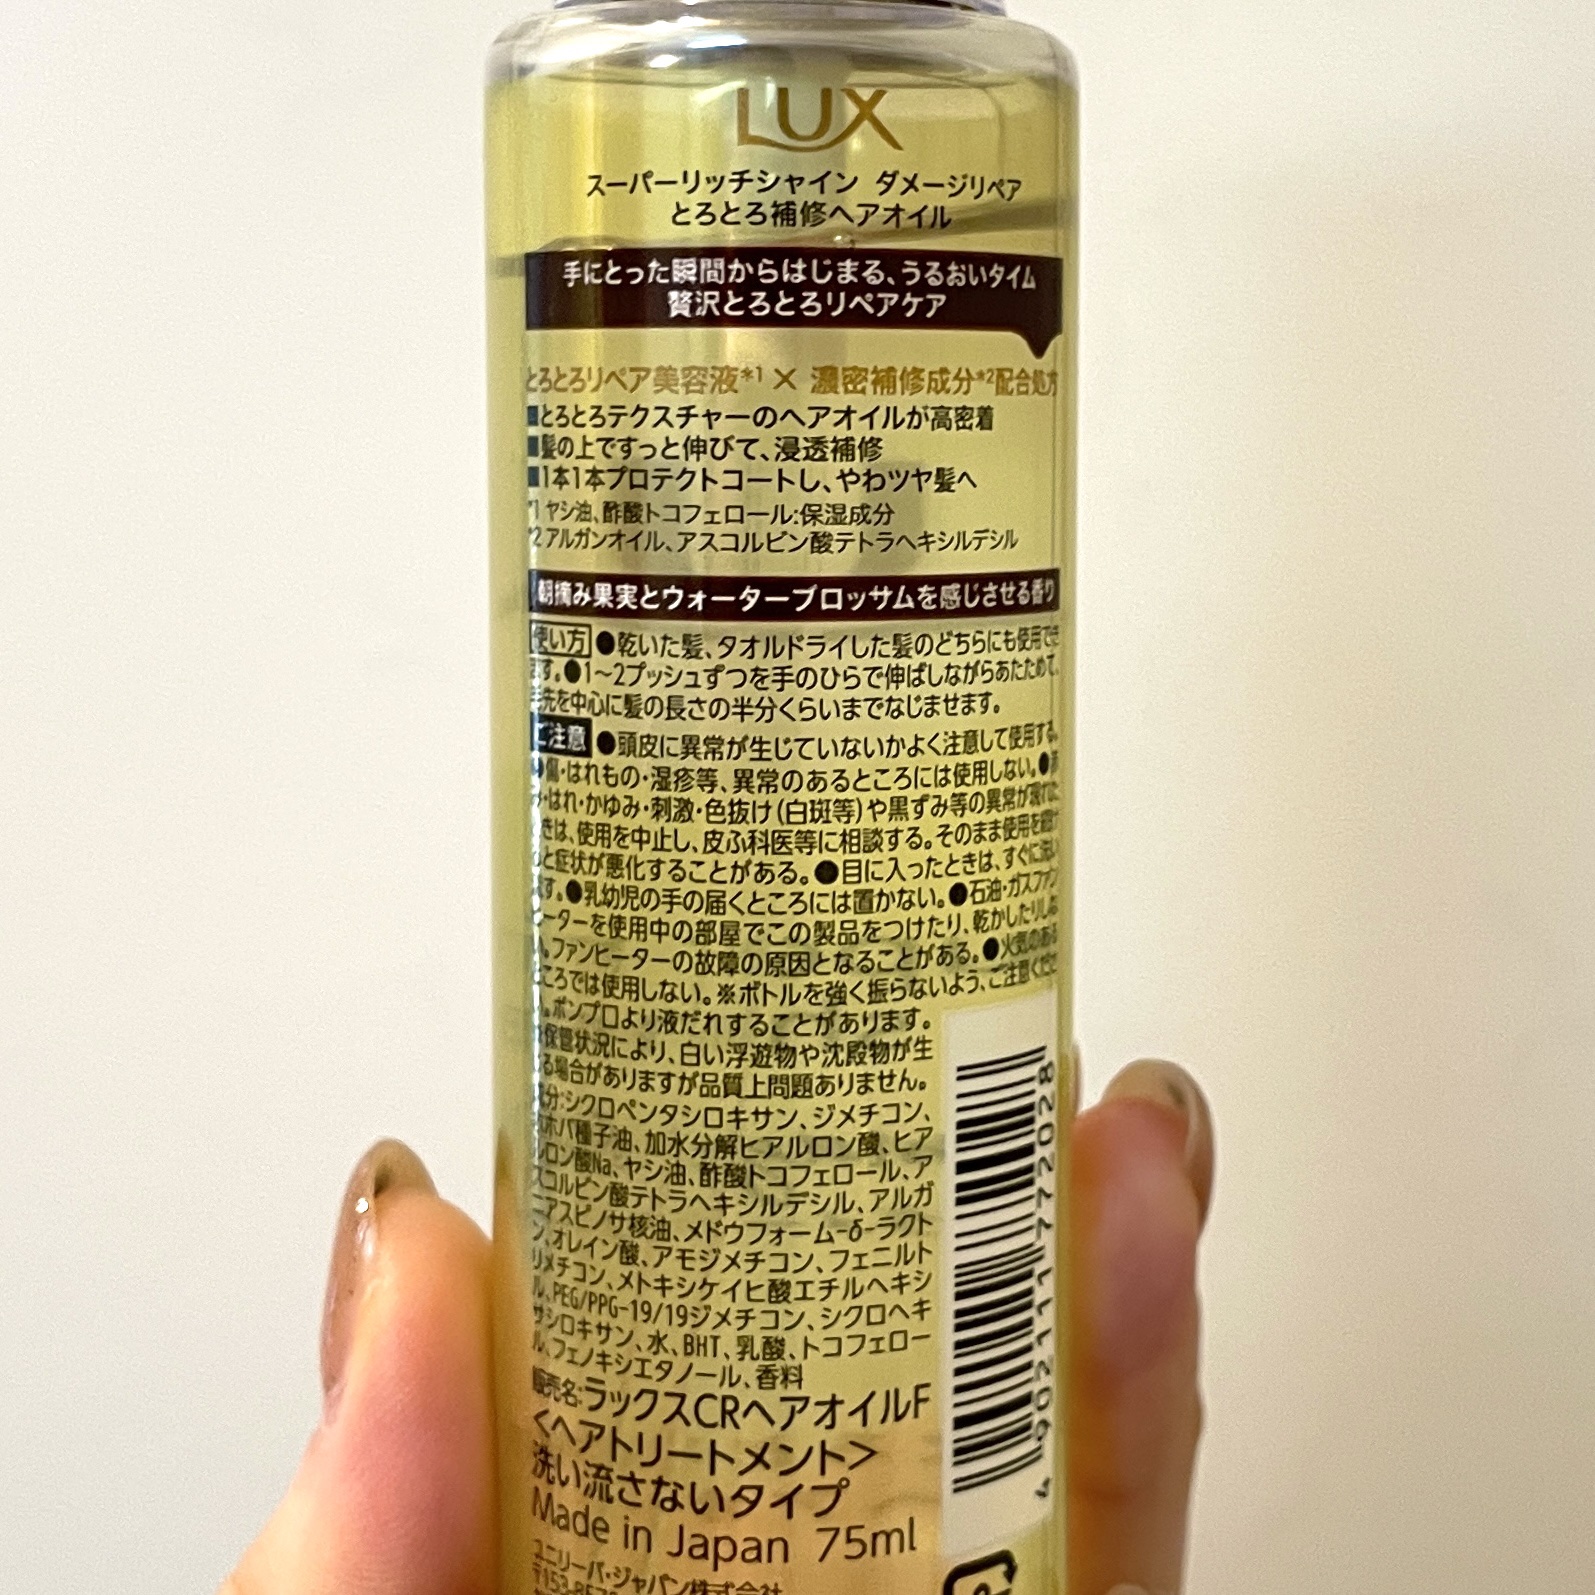 LUX
スーパーリッチシャイン ダメージリペア
とろとろ補修ヘアオイル
手にとった瞬間からはじまる、うるおいタイム
贅沢とろとろリペアケア
とろとろリペア美容液*1 × 濃密補修成分*2配合処方
■とろとろテクスチャーのヘアオイルが高密着
■髪の上ですっと伸びて、浸透補修
■1本1本プロテクトコートし、やわツヤ髪へ
*1 ヤシ油、酢酸トコフェロール:保湿成分
*2 アルガンオイル、アスコルビン酸テトラヘキシルデシル
朝摘み果実とウォーターブロッサムを感じさせる香り
使い方 ●乾いた髪、タオルドライした髪のどちらにも使用でき
ます。●1~2プッシュずつを手のひらで伸ばしながらあたためて、
毛先を中心に髪の長さの半分くらいまでなじませます。
ご注意 ●頭皮に異常が生じていないかよく注意して使用する。
●傷・はれもの・湿疹等、異常のあるところには使用しない。●
・はれ・かゆみ・刺激・色抜け(白斑等)や黒ずみ等の異常が現れた
ときは、使用を中止し、皮ふ科医等に相談する。そのまま使用を続け
ると症状が悪化することがある。●目に入ったときは、すぐに洗い
流す。●乳幼児の手の届くところには置かない。●石油・ガスファン
ヒーターを使用中の部屋でこの製品をつけたり、乾かしたりしな
い。ファンヒーターの故障の原因となることがある。●火気のある
ところでは使用しない。※ボトルを強く振らないよう、ご注意くださ
い。ポンプ口より液だれすることがあります。
※保管状況により、白い浮遊物や沈殿物が生
じる場合がありますが品質上問題ありません。
成分:シクロペンタシロキサン、ジメチコン、
ホホバ種子油、加水分解ヒアルロン酸、ヒア
ルロン酸Na、ヤシ油、酢酸トコフェロール、ア
スコルビン酸テトラヘキシルデシル、アルガ
ニアスピノサ核油、メドウフォーム-δ-ラクト
ン、オレイン酸、アモジメチコン、フェニルト
リメチコン、メトキシケイヒ酸エチルヘキシ
ル、PEG/PPG-19/19ジメチコン、シクロヘキ
サシロキサン、水、BHT、乳酸、トコフェロー
ル、フェノキシエタノール、香料
販売名:ラックスCRヘアオイルF
<ヘアトリートメント>
洗い流さないタイプ
Made in Japan 75ml
ユニリーバ・ジャパン株式会社
4902111772028